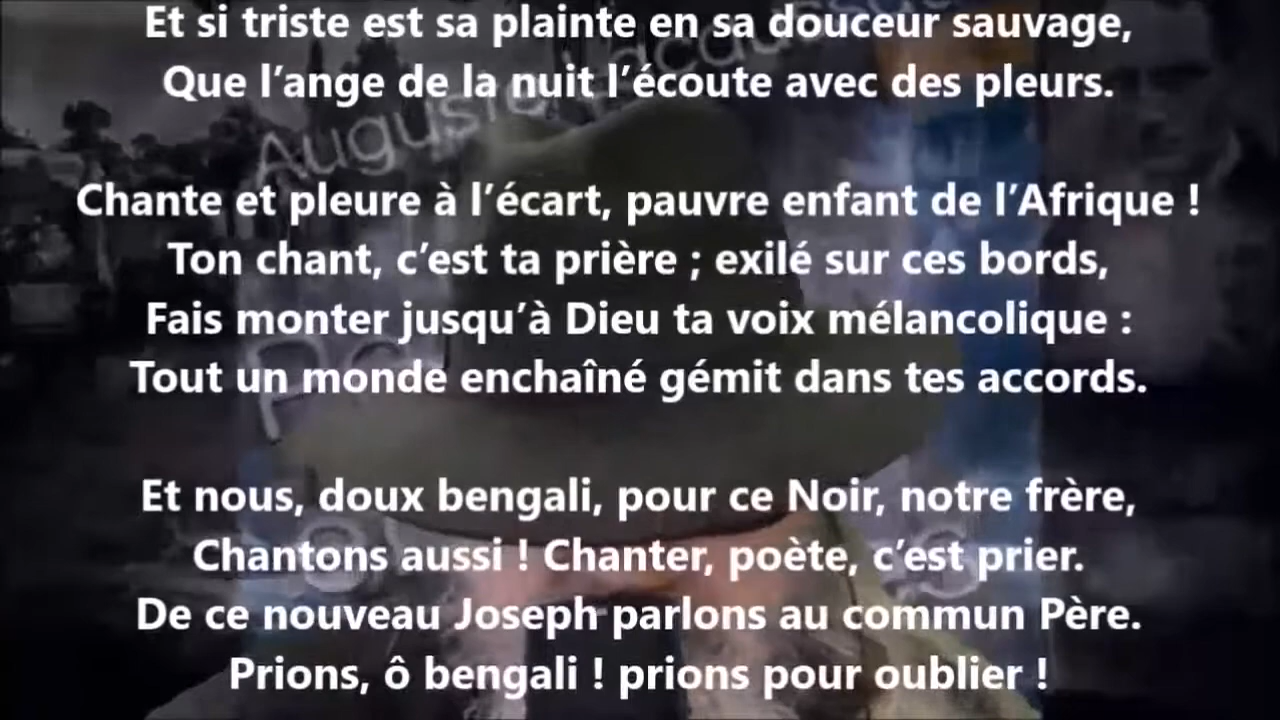 Et si triste est sa plainte en sa douceur sauvage,
Que l’ange de la nuit l’écoute avec des pleurs.
Chante et pleure à l’écart, pauvre enfant de l’Afrique !
Ton chant, c’est ta prière ; exilé sur ces bords,
Fais monter jusqu’à Dieu ta voix mélancolique :
Tout un monde enchaîné gémit dans tes accords.
Et nous, doux bengali, pour ce Noir, notre frère,
Chantons aussi ! Chanter, poète, c’est prier.
De ce nouveau Joseph parlons au commun Père.
Prions, ô bengali ! prions pour oublier !